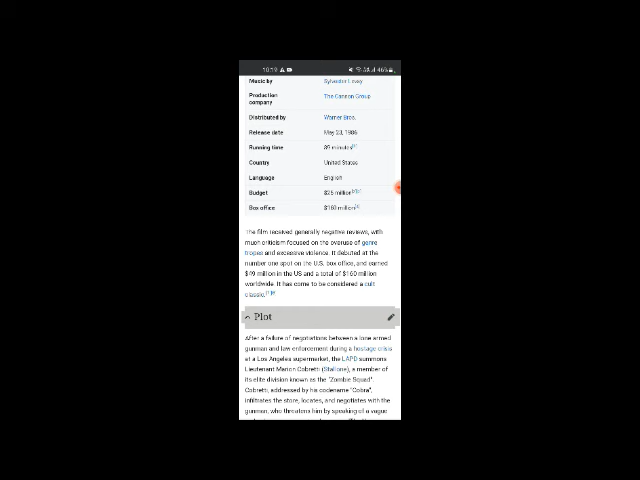 Music by Sylvester Levay
Production company The Cannon Group
Distributed by Warner Bros.
Release date May 23, 1986
Running time 89 minutes
Country United States
Language English
Budget $25 million
Box office $160 million
The film received generally negative reviews, with
much criticism focused on the overuse of genre
tropes and excessive violence. It debuted at the
number one spot on the U.S. box office, and earned
$49 million in the US and a total of $160 million
worldwide. It has come to be considered a cult
classic.
Plot
After a failure of negotiations between a lone armed
gunman and law enforcement during a hostage crisis
at a Los Angeles supermarket, the LAPD summons
Lieutenant Marion Cobretti (Stallone), a member of
its elite division known as the "Zombie Squad".
Cobretti, addressed by his codename "Cobra",
infiltrates the store, locates, and negotiates with the
gunman, who threatens him by speaking of a vague